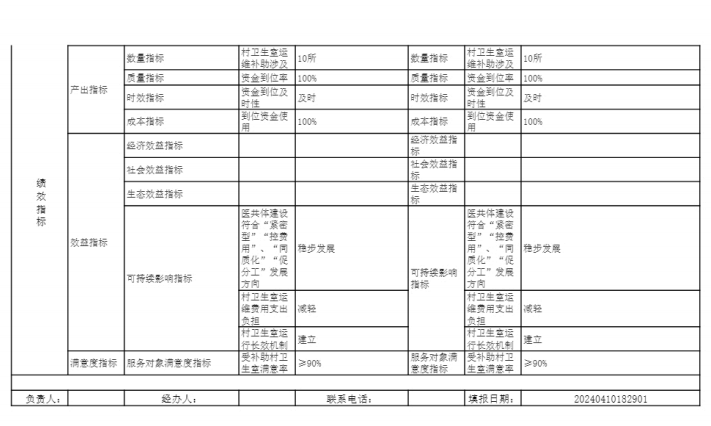 绩效指标
产出指标
数量指标 村卫生室运维补助涉及 10所 数量指标 村卫生室运维补助涉及 10所
质量指标 资金到位率 100% 质量指标 资金到位率 100%
时效指标 资金到位及时性 及时 时效指标 资金到位及时性 及时
成本指标 到位资金使用 100% 成本指标 到位资金使用 100%
效益指标
经济效益指标 经济效益指标
社会效益指标 社会效益指标
生态效益指标 生态效益指标
可持续影响指标 医共体建设符合“紧密型”“控费用”、“同质化”“促分工”发展方向 稳步发展 可持续影响指标 医共体建设符合“紧密型”“控费用”、“同质化”“促分工”发展方向 稳步发展
村卫生室运维费用支出负担 减轻 村卫生室运维费用支出负担 减轻
村卫生室运行长效机制 建立 村卫生室运行长效机制 建立
满意度指标 服务对象满意度指标 受补助村卫生室满意率 ≥90% 服务对象满意度指标 受补助村卫生室满意率 ≥90%
负责人： 经办人： 联系电话： 填报日期： 20240410182901